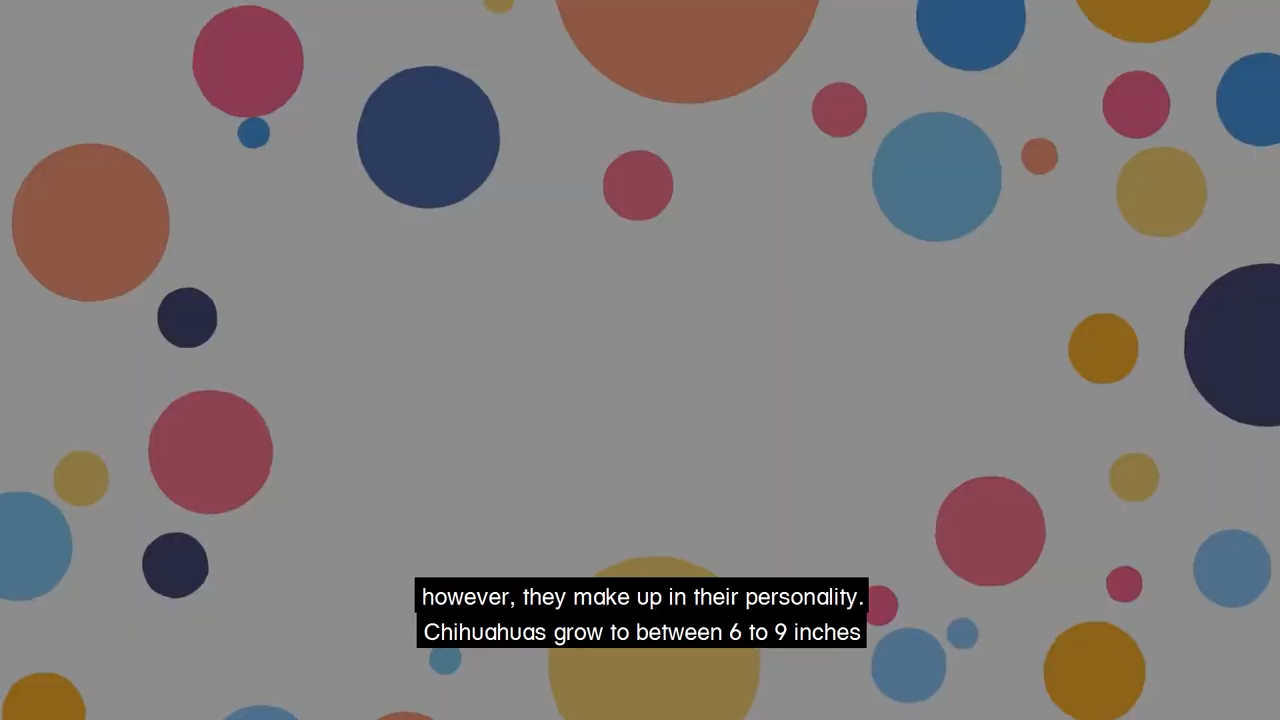 however, they make up in their personality.
Chihuahuas grow to between 6 to 9 inches